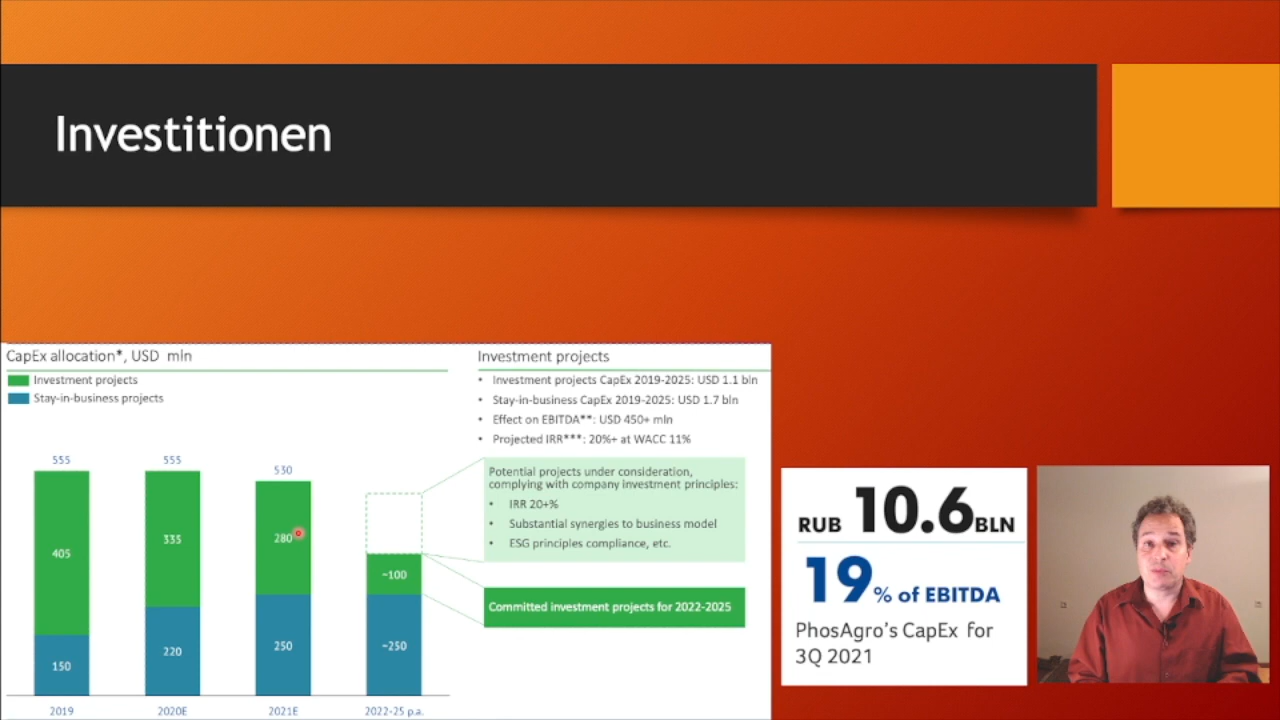 Investitionen
CapEx allocation*, USD mln
Investment projects
Stay-in-business projects
555
555
530
405
335
280
~100
150
220
250
~250
2019
2020E
2021E
2022-25 p.a.
Investment projects
• Investment projects CapEx 2019-2025: USD 1.1 bln
• Stay-in-business CapEx 2019-2025: USD 1.7 bln
• Effect on EBITDA**: USD 450+ mln
• Projected IRR***: 20%+ at WACC 11%
Potential projects under consideration,
complying with company investment principles:
• IRR 20+%
• Substantial synergies to business model
• ESG principles compliance, etc.
Committed investment projects for 2022-2025
RUB 10.6BLN
19% of EBITDA
PhosAgro's CapEx for
3Q 2021